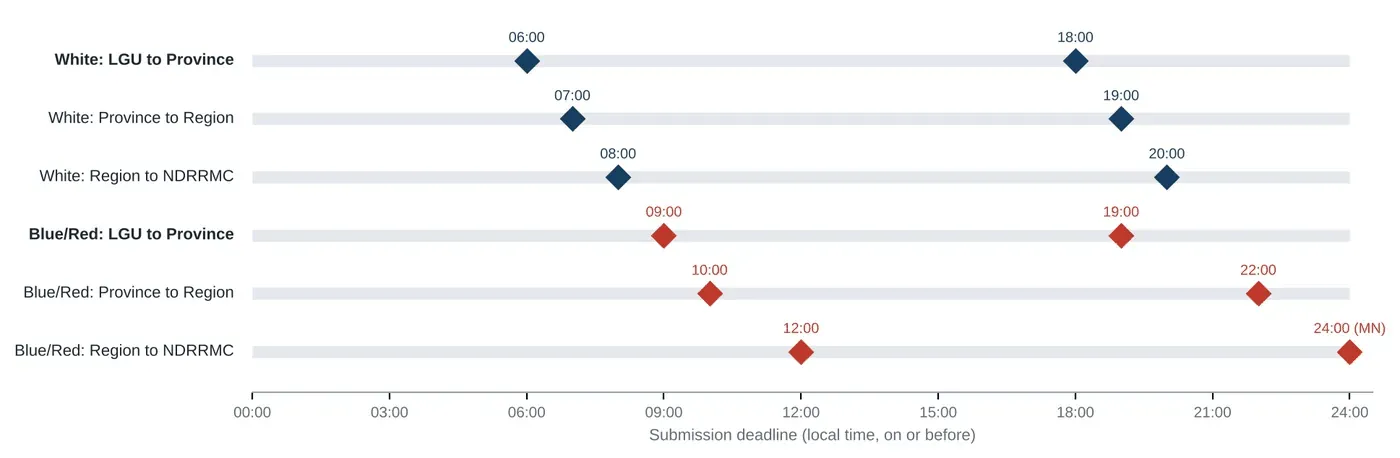 06:00 18:00
White: LGU to Province
07:00 19:00
White: Province to Region
08:00 20:00
White: Region to NDRRMC
09:00 19:00
Blue/Red: LGU to Province
10:00 22:00
Blue/Red: Province to Region
12:00 24:00 (MN)
Blue/Red: Region to NDRRMC
00:00 03:00 06:00 09:00 12:00 15:00 18:00 21:00 24:00
Submission deadline (local time, on or before)